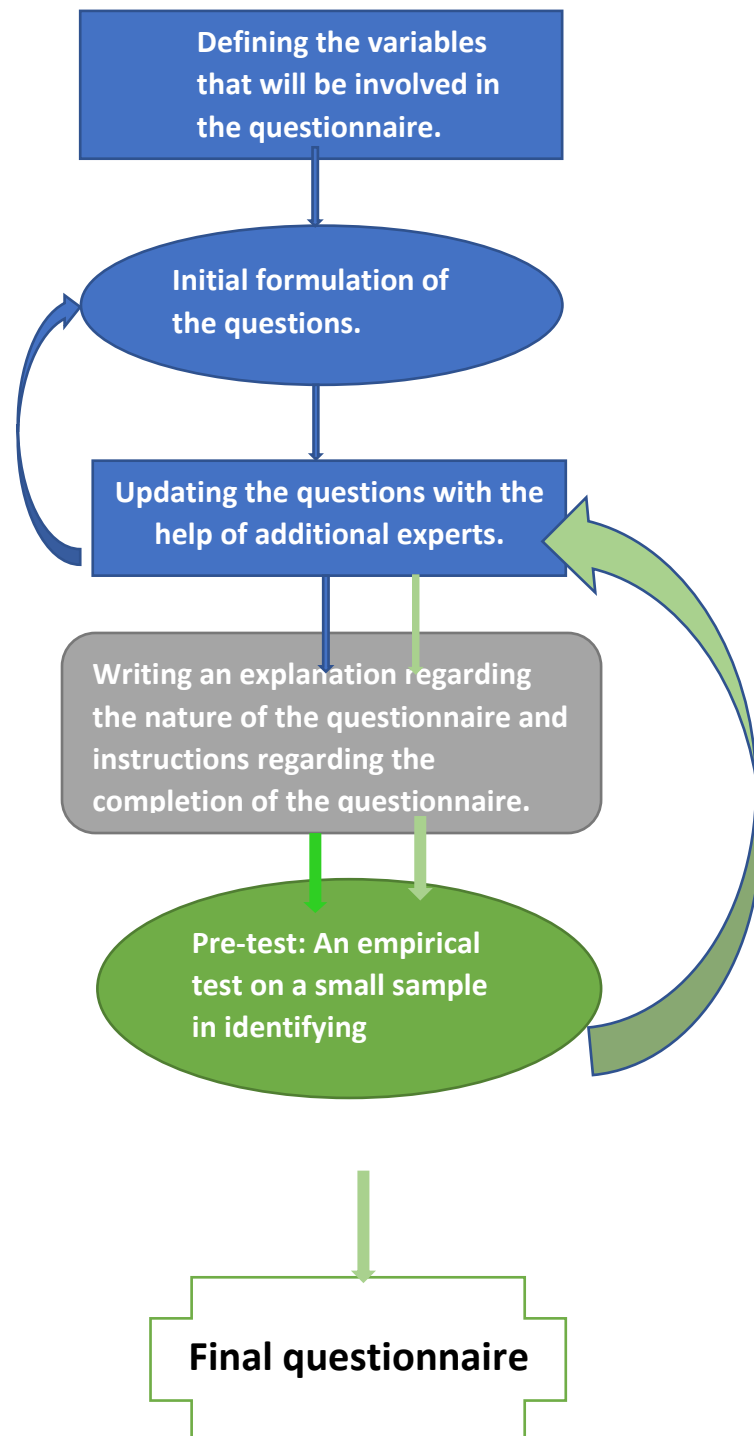 Defining the variables
that will be involved in
the questionnaire.
Initial formulation of
the questions.
Updating the questions with the
help of additional experts.
Writing an explanation regarding
the nature of the questionnaire and
instructions regarding the
completion of the questionnaire.
Pre-test: An empirical
test on a small sample
in identifying
Final questionnaire